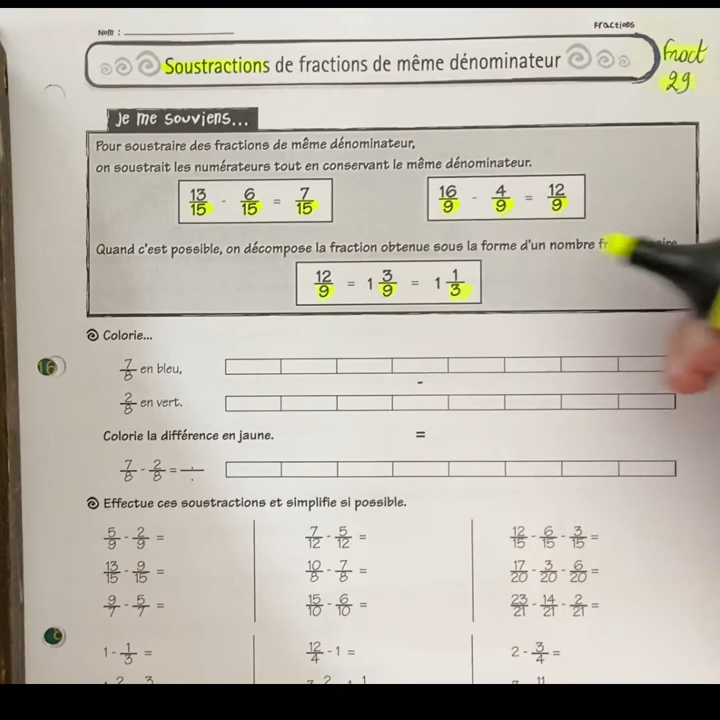 Nom :
Fractions
Soustractions de fractions de même dénominateur
Fract
29
Je me souviens...
Pour soustraire des fractions de même dénominateur,
on soustrait les numérateurs tout en conservant le même dénominateur.
13/15 - 6/15 = 7/15
16/9 - 4/9 = 12/9
Quand c'est possible, on décompose la fraction obtenue sous la forme d'un nombre
12/9 = 1 3/9 = 1 1/3
Colorie...
16
7/8 en bleu,
-
2/8 en vert.
Colorie la différence en jaune.
=
7/8 - 2/8 =
Effectue ces soustractions et simplifie si possible.
5/9 - 2/9 =
7/12 - 5/12 =
12/15 - 6/15 - 3/15 =
13/15 - 9/15 =
10/8 - 7/8 =
17/20 - 3/20 - 6/20 =
9/7 - 5/7 =
15/10 - 6/10 =
23/21 - 14/21 - 2/21 =
1 - 1/3 =
12/4 - 1 =
2 - 3/4 =